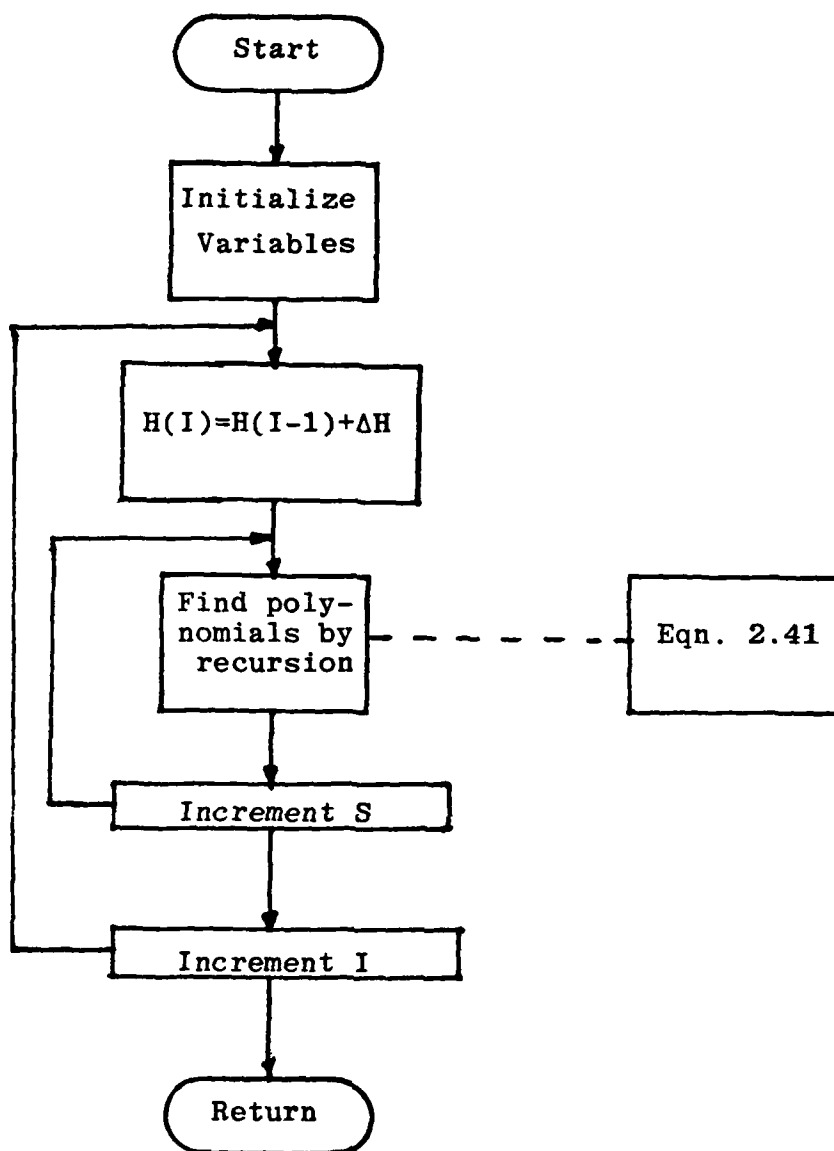 Start
Initialize
Variables
H(I)=H(I-1)+ΔH
Find poly-
nomials by
recursion
Eqn. 2.41
Increment S
Increment I
Return